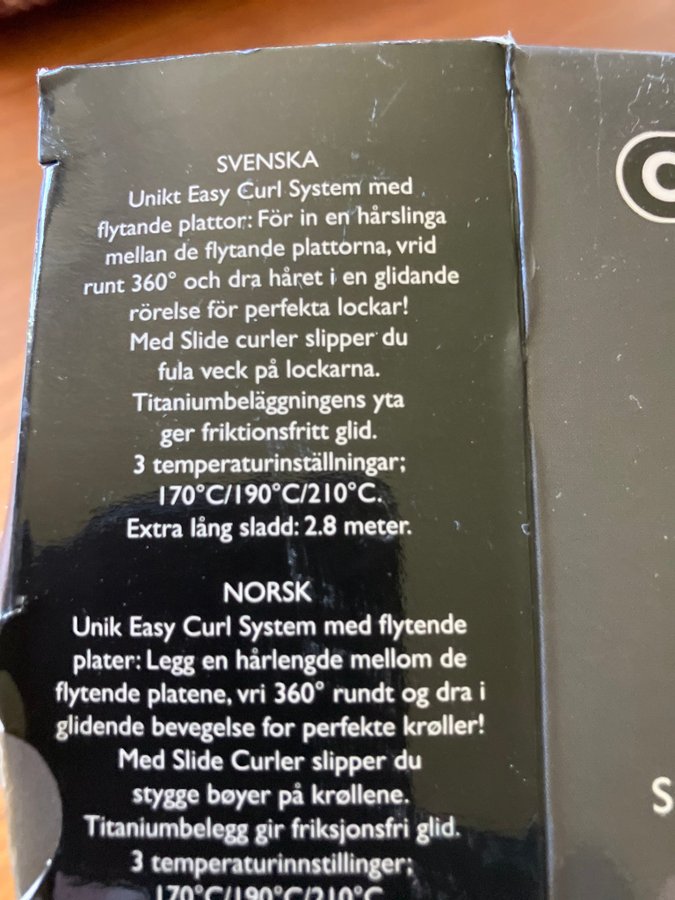 SVENSKA
Unikt Easy Curl System med
flytande plattor: För in en hårslinga
mellan de flytande plattorna, vrid
runt 360° och dra håret i en glidande
rörelse för perfekta lockar!
Med Slide curler slipper du
fula veck på lockarna.
Titaniumbeläggningens yta
ger friktionsfritt glid.
3 temperaturinställningar;
170°C/190°C/210°C.
Extra lång sladd: 2.8 meter.
NORSK
Unik Easy Curl System med flytende
plater: Legg en hårlengde mellom de
flytende platene, vri 360° rundt og dra i
glidende bevegelse for perfekte krøller!
Med Slide Curler slipper du
stygge bøyer på krøllene.
Titaniumbelegg gir friksjonsfri glid.
3 temperaturinnstillinger;
170°C/190°C/210°C